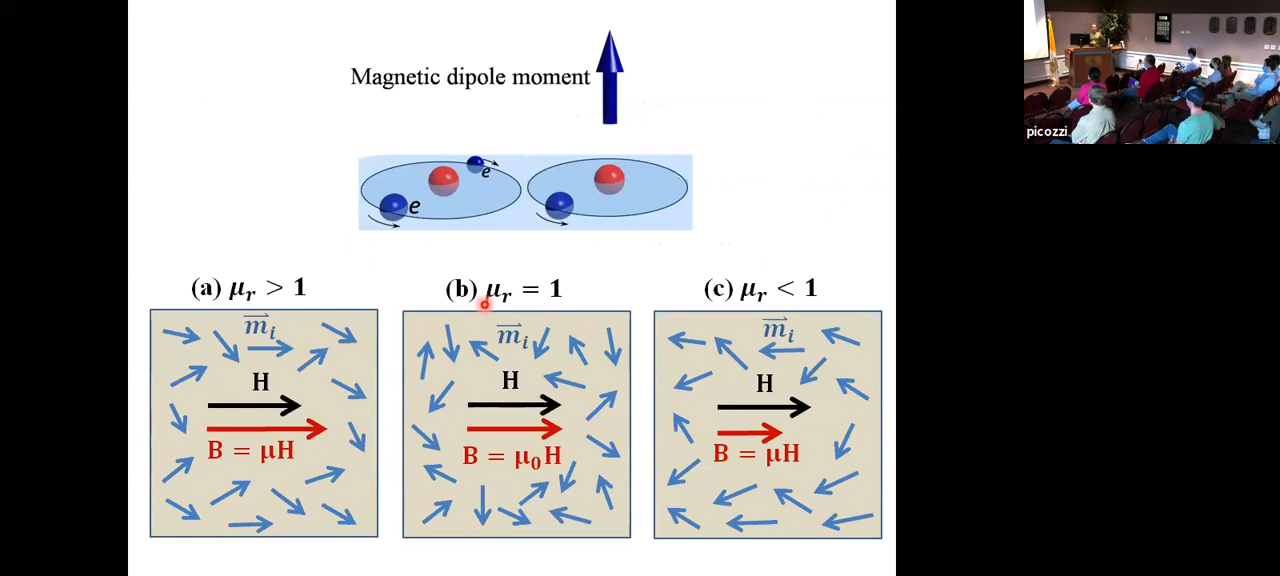 Magnetic dipole moment
picozzi
e
e
(a) μᵣ > 1
(b) μᵣ = 1
(c) μᵣ < 1
m⃗ᵢ
m⃗ᵢ
m⃗ᵢ
H
H
H
B = μH
B = μ₀H
B = μH